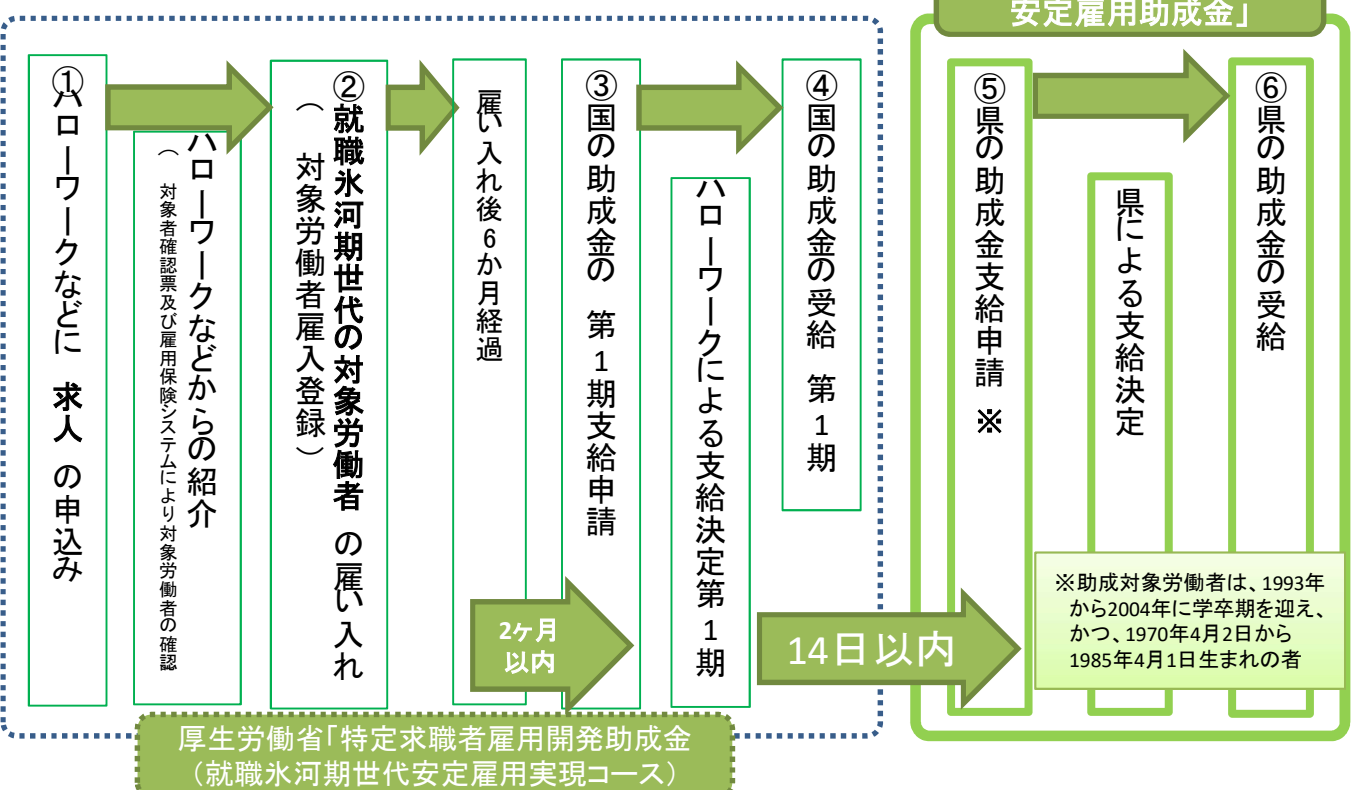 ①ハローワークなどに 求人 の申込み
ハローワークなどからの紹介
（ 対象者確認票及び雇用保険システムにより対象労働者の確認
②就職氷河期世代の対象労働者 の雇い入れ
（ 対象労働者雇入登録）
雇い入れ後6か月経過
2ケ月
以内
③国の助成金の 第1期支給申請
ハローワークによる支給決定第1期
④国の助成金の受給 第1期
14日以内
厚生労働省「特定求職者雇用開発助成金
（就職氷河期世代安定雇用実現コース）
安定雇用助成金」
⑤県の助成金支給申請 ※
県による支給決定
⑥県の助成金の受給
※助成対象労働者は、1993年
から2004年に学卒期を迎え、
かつ、1970年4月2日から
1985年4月1日生まれの者